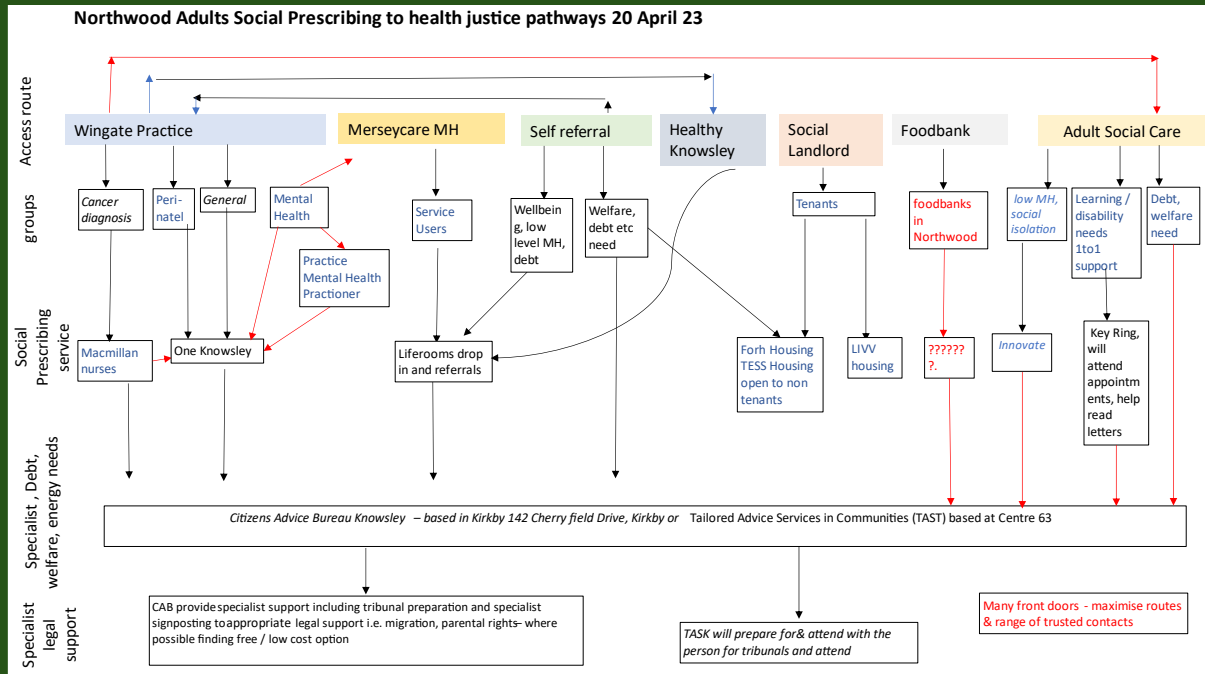 Northwood Adults Social Prescribing to health justice pathways 20 April 23
Access route
Wingate Practice
Merseycare MH
Self referral
Healthy
Knowsley
Social
Landlord
Foodbank
Adult Social Care
groups
Cancer
diagnosis
Peri-
natel
General
Mental
Health
Practice
Mental Health
Practioner
Service
Users
Wellbein
g, low
level MH,
debt
Welfare,
debt etc
need
Tenants
foodbanks
in
Northwood
low MH,
social
isolation
Learning /
disability
needs
1to1
support
Debt,
welfare
need
Social
Prescribing
service
Macmillan
nurses
One Knowsley
Liferooms drop
in and referrals
Forh Housing
TESS Housing
open to non
tenants
LIVV
housing
??????
?.
Innovate
Key Ring,
will
attend
appointm
ents, help
read
letters
Specialist , Debt,
welfare, energy needs
Citizens Advice Bureau Knowsley – based in Kirkby 142 Cherry field Drive, Kirkby or Tailored Advice Services in Communities (TAST) based at Centre 63
Specialist
legal
support
CAB provide specialist support including tribunal preparation and specialist
signposting to appropriate legal support i.e. migration, parental rights– where
possible finding free / low cost option
TASK will prepare for& attend with the
person for tribunals and attend
Many front doors - maximise routes
& range of trusted contacts